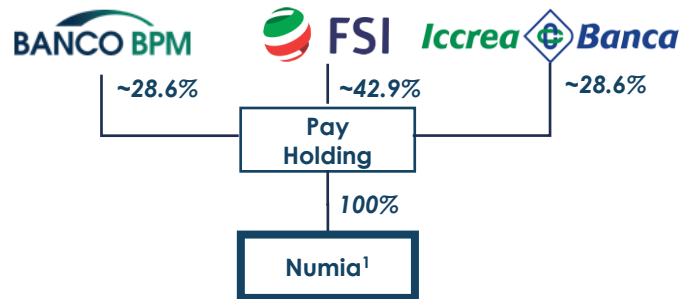 BANCO BPM
FSI
Iccrea Banca
~28.6%
~42.9%
~28.6%
Pay
Holding
100%
Numia¹